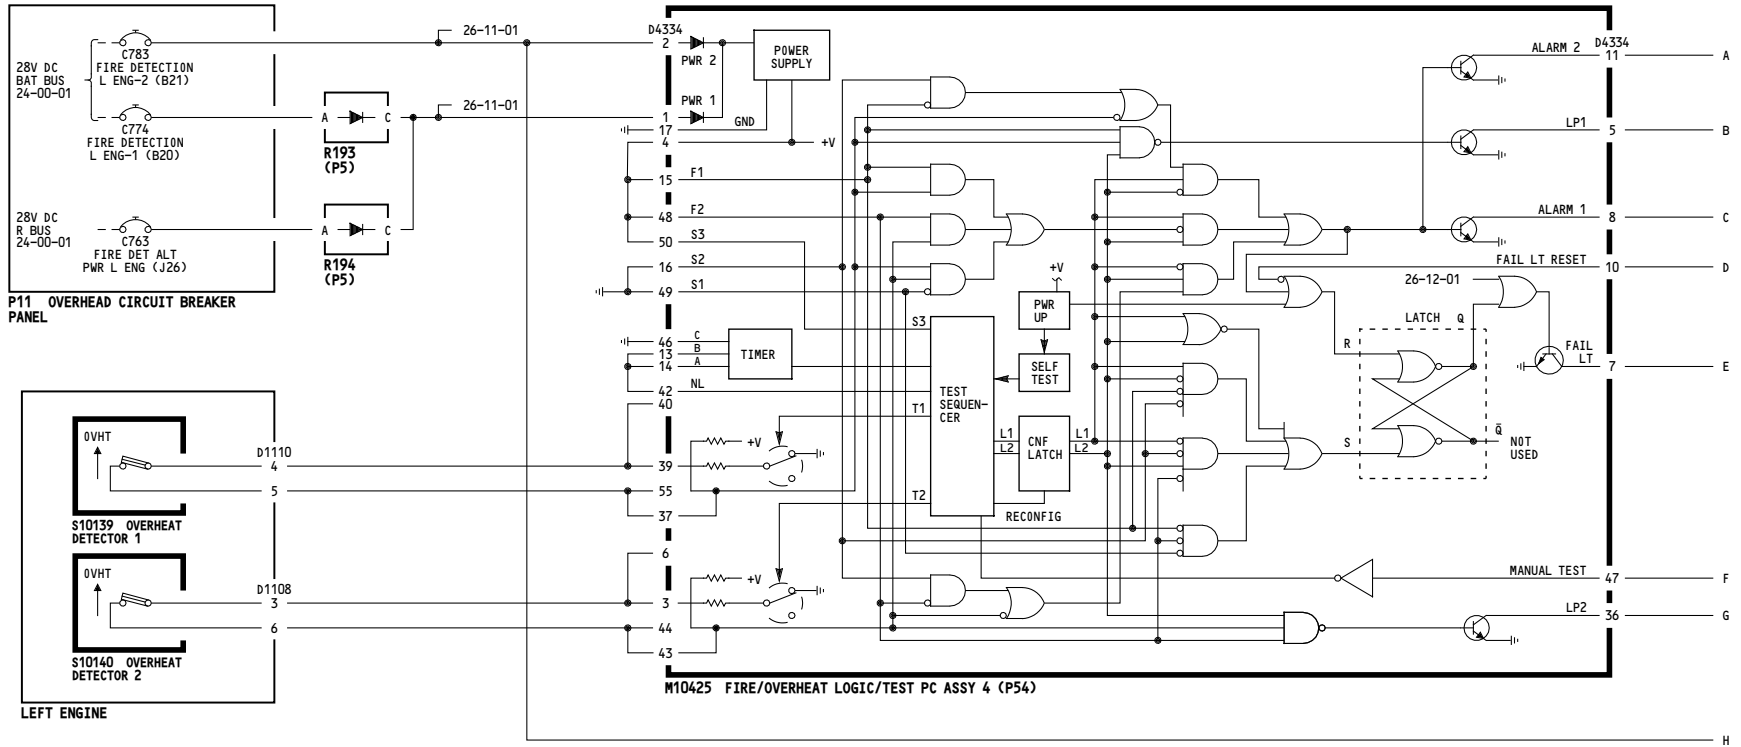 28V DC
BAT BUS
24-00-01
C783
FIRE DETECTION
L ENG-2 (B21)
C774
FIRE DETECTION
L ENG-1 (B20)
28V DC
R BUS
24-00-01
C763
FIRE DET ALT
PWR L ENG (J26)
P11 OVERHEAD CIRCUIT BREAKER
PANEL
26-11-01
26-11-01
A C
R193
(P5)
A C
R194
(P5)
OVHT
S10139 OVERHEAT
DETECTOR 1
D1110
4
5
OVHT
S10140 OVERHEAT
DETECTOR 2
D1108
3
6
LEFT ENGINE
D4334
2
PWR 2
1
PWR 1
17
GND
4
+V
15 F1
48 F2
50 S3
16 S2
49 S1
46 C
13 B
14 A
42 NL
40
39
55
37
6
3
44
43
POWER
SUPPLY
TIMER
+V
+V
S3
TEST
SEQUEN-
CER
T1
T2
L1
L2
RECONFIG
+V
PWR
UP
SELF
TEST
CNF
LATCH
L1
L2
26-12-01
LATCH Q
R
S
Q̄
NOT
USED
ALARM 2
D4334
11
A
LP1
5
B
ALARM 1
8
C
FAIL LT RESET
10
D
FAIL
LT
7
E
MANUAL TEST
47
F
LP2
36
G
H
M10425 FIRE/OVERHEAT LOGIC/TEST PC ASSY 4 (P54)